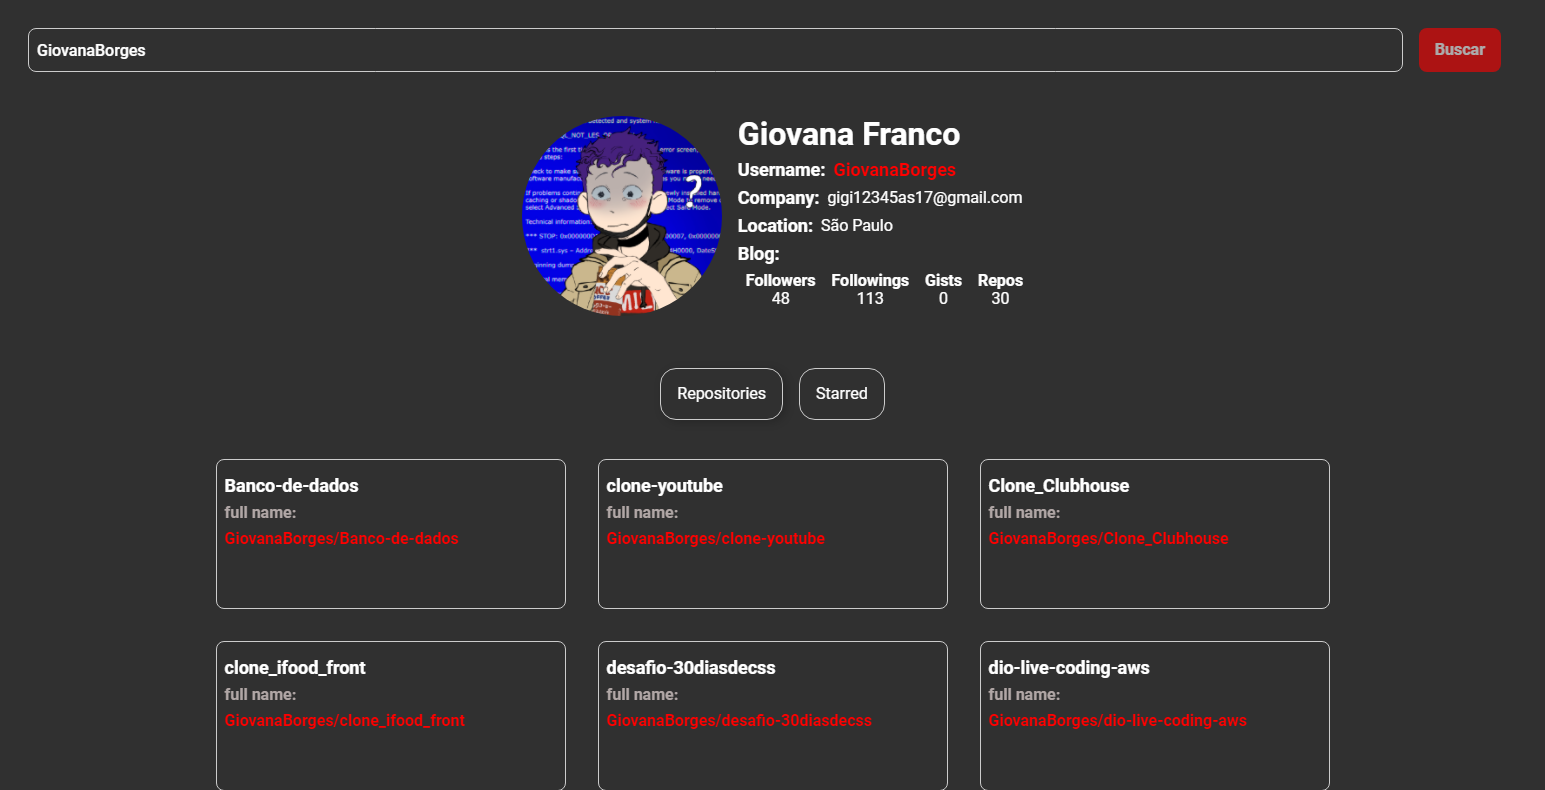 GiovanaBorges
Buscar
Giovana Franco
Username: GiovanaBorges
Company: gigi12345as17@gmail.com
Location: São Paulo
Blog:
Followers Followings Gists Repos
48 113 0 30
Technical information
Repositories Starred
Banco-de-dados
full name:
GiovanaBorges/Banco-de-dados
clone-youtube
full name:
GiovanaBorges/clone-youtube
Clone_Clubhouse
full name:
GiovanaBorges/Clone_Clubhouse
clone_ifood_front
full name:
GiovanaBorges/clone_ifood_front
desafio-30diasdecss
full name:
GiovanaBorges/desafio-30diasdecss
dio-live-coding-aws
full name:
GiovanaBorges/dio-live-coding-aws